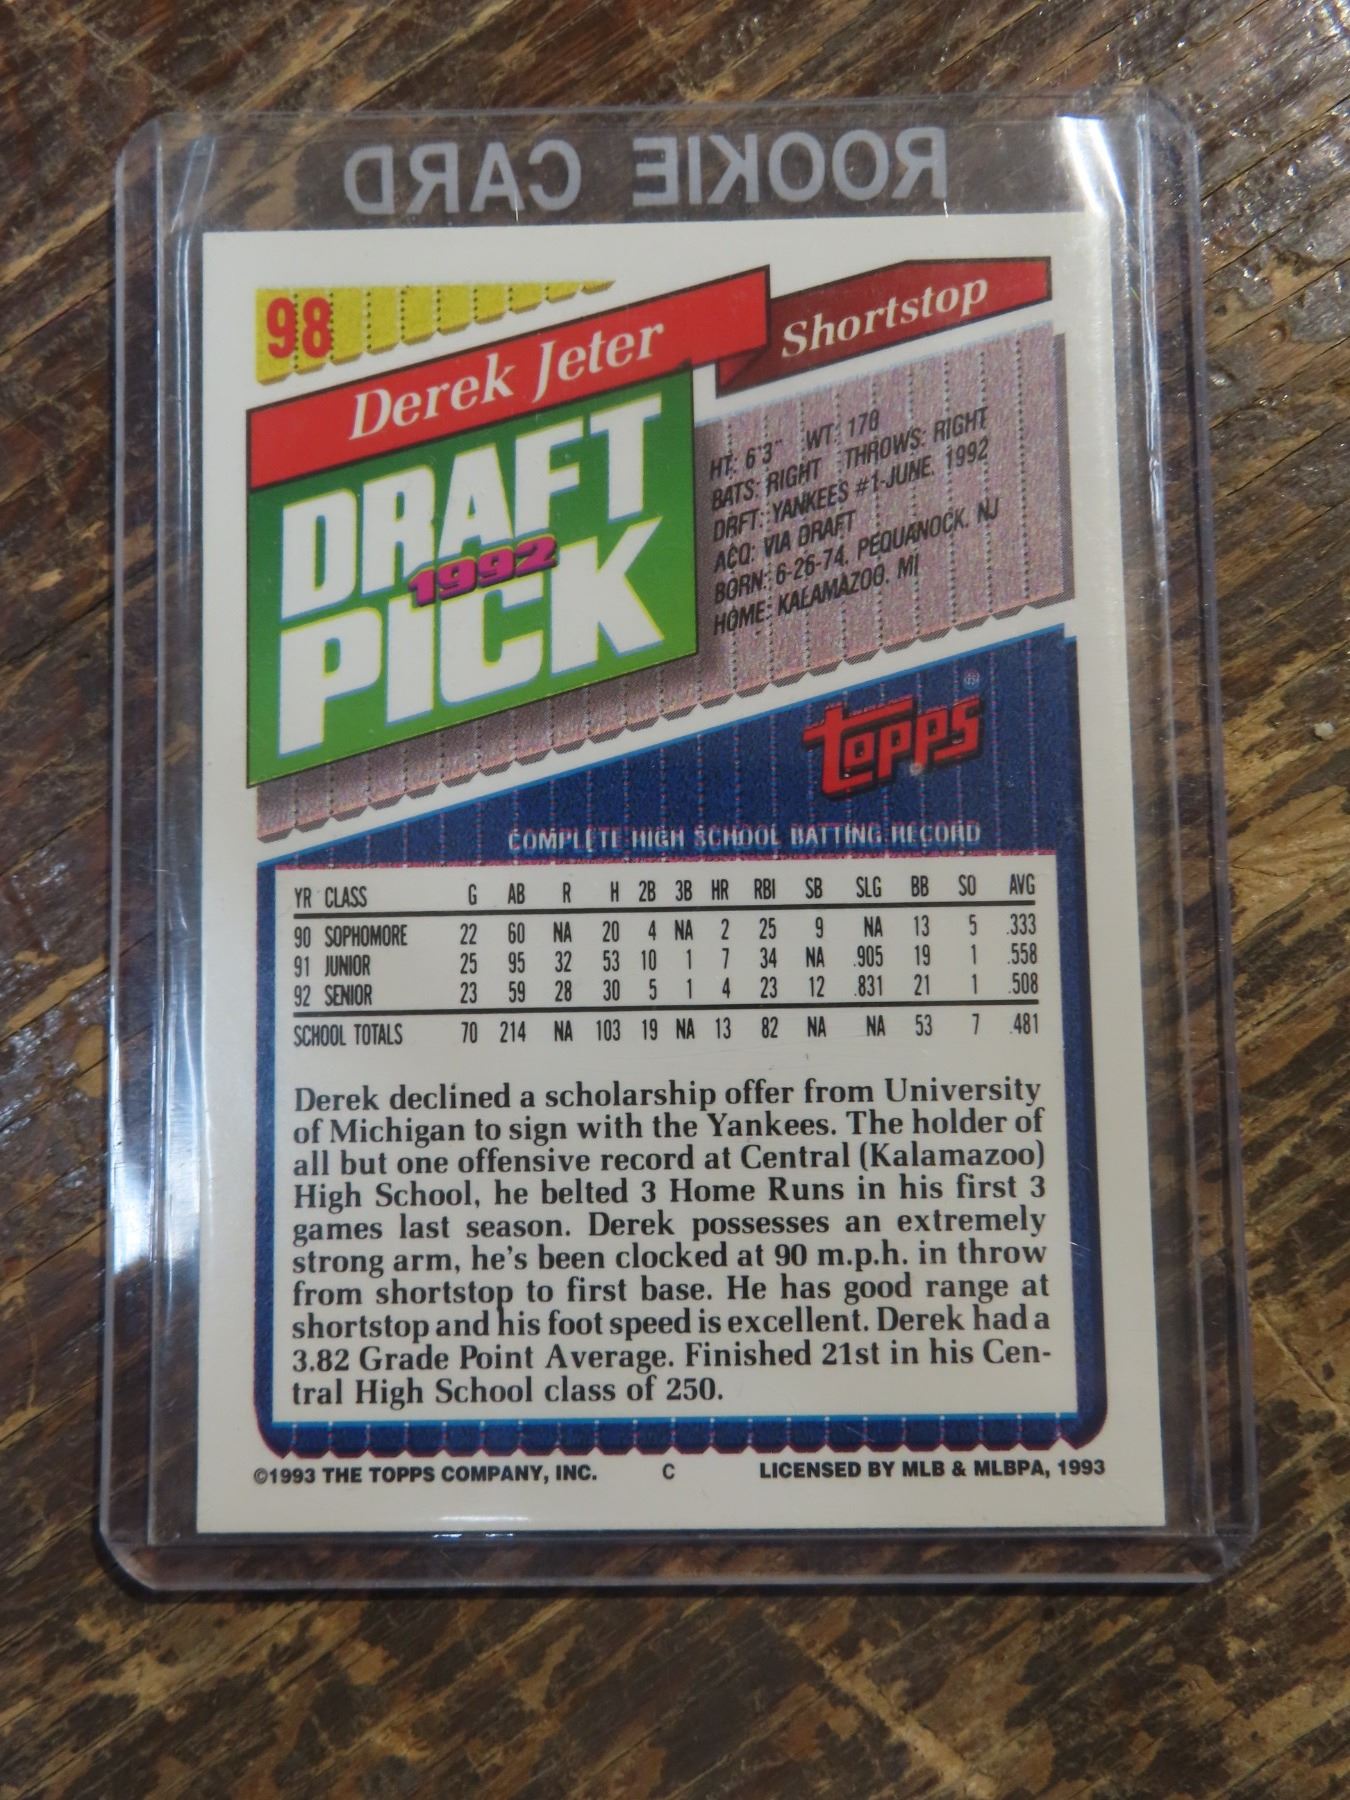 ROOKIE CARD
98
Derek Jeter
Shortstop
DRAFT
1992
PICK
HT: 6'3" WT: 178
BATS: RIGHT THROWS: RIGHT
DRFT: YANKEES #1-JUNE, 1992
ACQ: VIA DRAFT
BORN: 6-26-74, PEQUANOCK, NJ
HOME: KALAMAZOO, MI
Topps ®
COMPLETE HIGH SCHOOL BATTING RECORD
YR CLASS G AB R H 2B 3B HR RBI SB SLG BB SO AVG
90 SOPHOMORE 22 60 NA 20 4 NA 2 25 9 NA 13 5 .333
91 JUNIOR 25 95 32 53 10 1 7 34 NA .905 19 1 .558
92 SENIOR 23 59 28 30 5 1 4 23 12 .831 21 1 .508
SCHOOL TOTALS 70 214 NA 103 19 NA 13 82 NA NA 53 7 .481
Derek declined a scholarship offer from University
of Michigan to sign with the Yankees. The holder of
all but one offensive record at Central (Kalamazoo)
High School, he belted 3 Home Runs in his first 3
games last season. Derek possesses an extremely
strong arm, he's been clocked at 90 m.p.h. in throw
from shortstop to first base. He has good range at
shortstop and his foot speed is excellent. Derek had a
3.82 Grade Point Average. Finished 21st in his Cen-
tral High School class of 250.
©1993 THE TOPPS COMPANY, INC. C LICENSED BY MLB & MLBPA, 1993